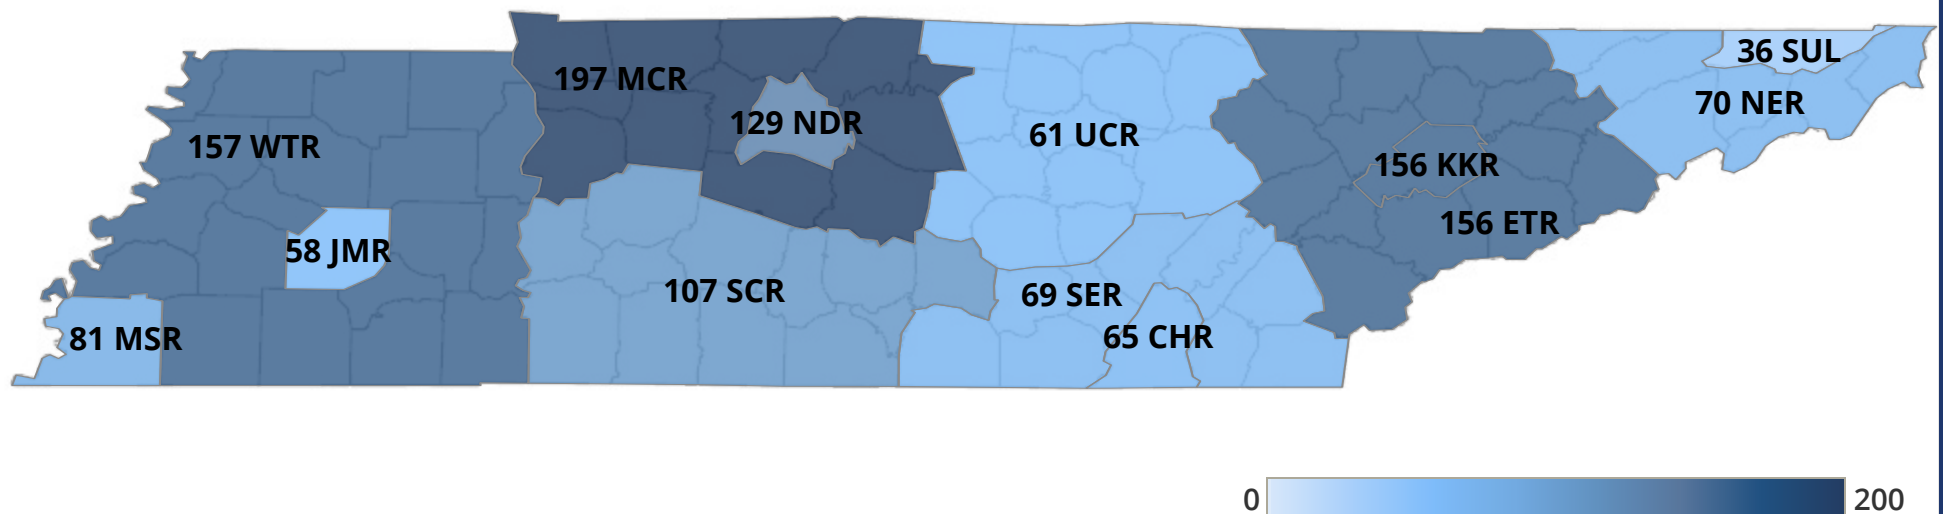 36 SUL
197 MCR
70 NER
129 NDR
61 UCR
157 WTR
156 KKR
156 ETR
58 JMR
107 SCR
69 SER
81 MSR
65 CHR
0
200